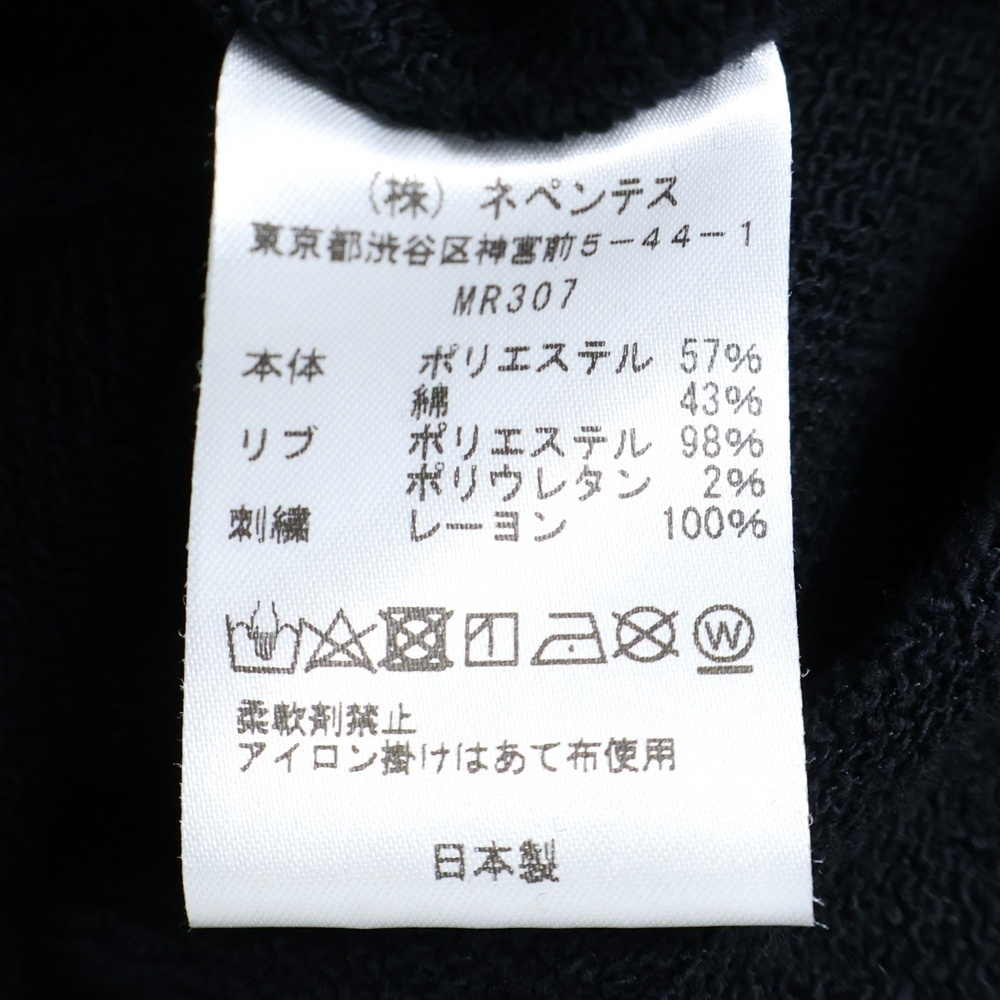 （株）ネペンテス
東京都渋谷区神宮前5－44－1
MR307
本体 ポリエステル 57%
綿 43%
リブ ポリエステル 98%
ポリウレタン 2%
刺繍 レーヨン 100%
W
柔軟剤禁止
アイロン掛けはあて布使用
日本製